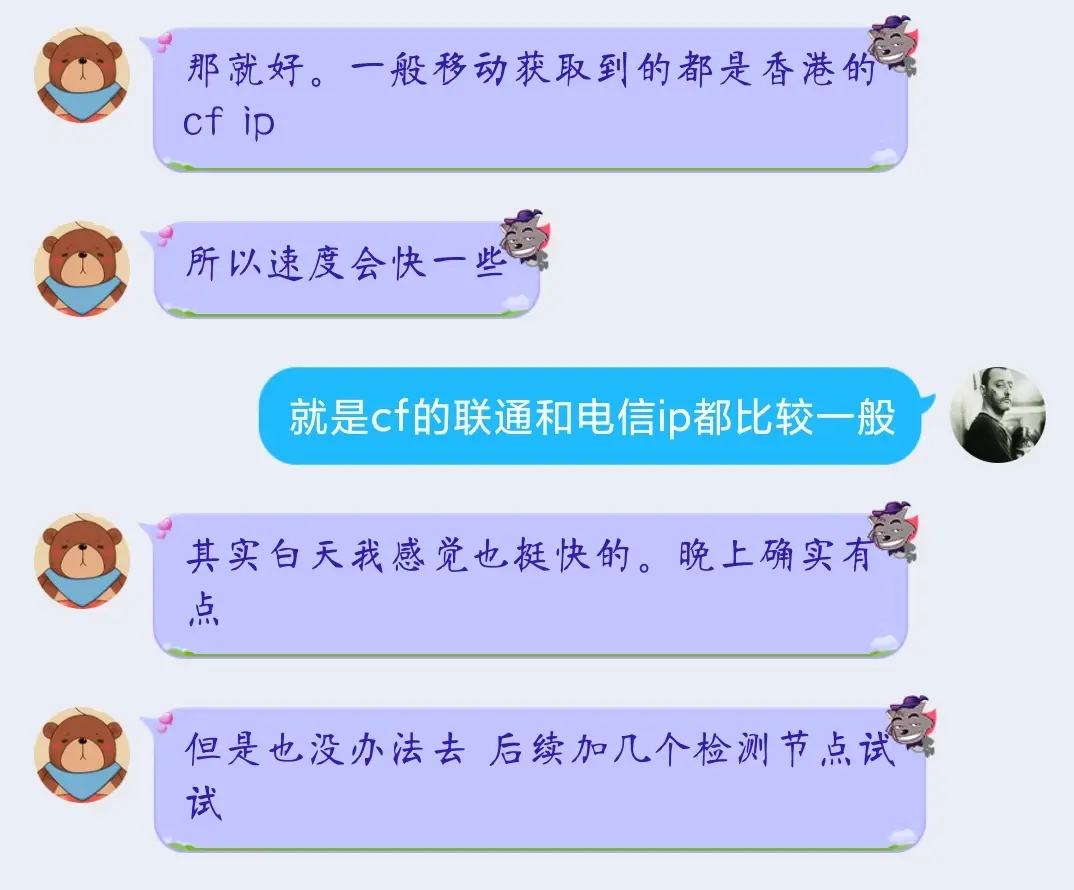 那就好。一般移动获取到的都是香港的
cf ip
所以速度会快一些
就是cf的联通和电信ip都比较一般
其实白天我感觉也挺快的。晚上确实有
点
但是也没办法去 后续加几个检测节点试
试